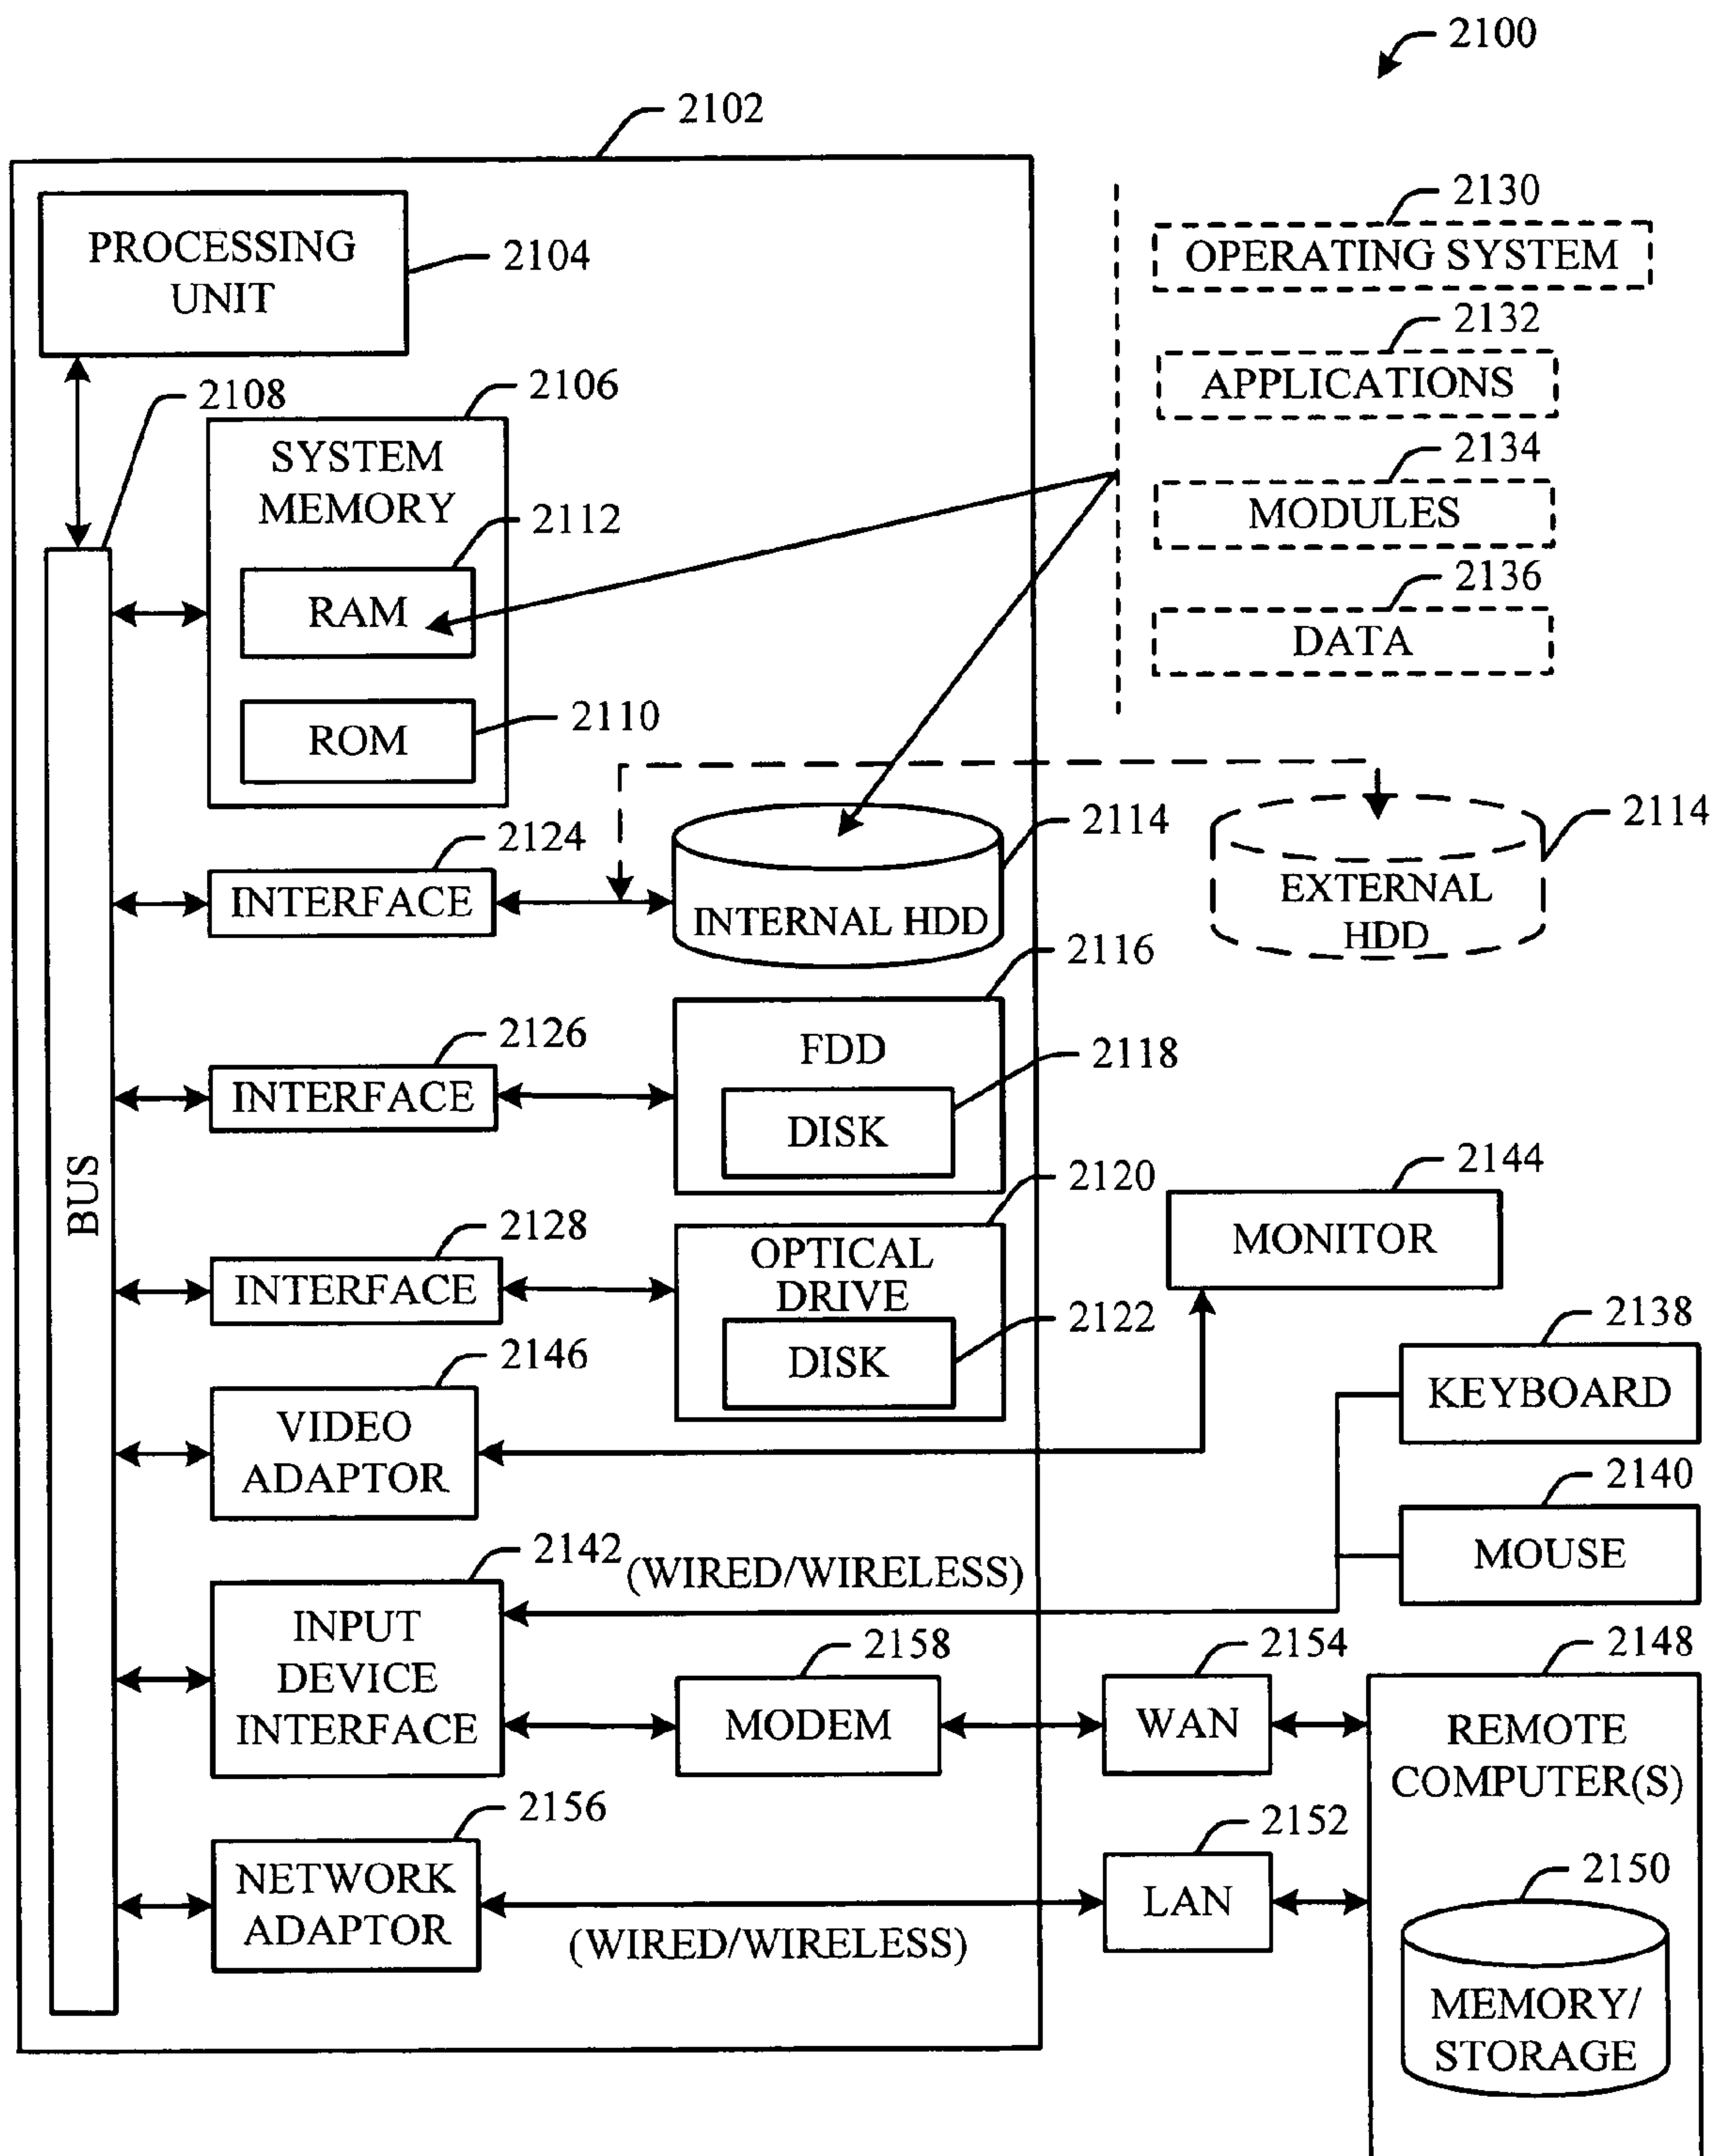 2100
2102
PROCESSING
UNIT
2104
2130
OPERATING SYSTEM
2132
APPLICATIONS
2134
MODULES
2136
DATA
2108
2106
SYSTEM
MEMORY
2112
RAM
2110
ROM
BUS
2124
INTERFACE
2114
INTERNAL HDD
2114
EXTERNAL
HDD
2126
INTERFACE
2116
FDD
2118
DISK
2128
INTERFACE
2120
OPTICAL
DRIVE
2122
DISK
2144
MONITOR
2146
VIDEO
ADAPTOR
2138
KEYBOARD
2140
MOUSE
2142
(WIRED/WIRELESS)
INPUT
DEVICE
INTERFACE
2158
MODEM
2154
WAN
2148
REMOTE
COMPUTER(S)
2156
NETWORK
ADAPTOR
(WIRED/WIRELESS)
2152
LAN
2150
MEMORY/
STORAGE